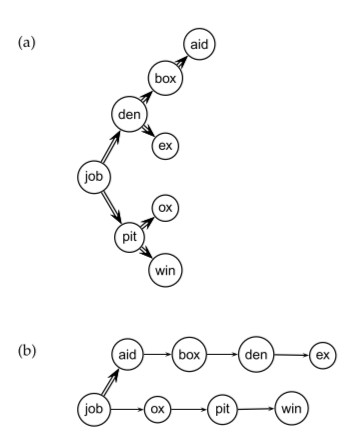 (a)
aid
box
den
ex
job
ox
pit
win
(b)
aid box den ex
job ox pit win